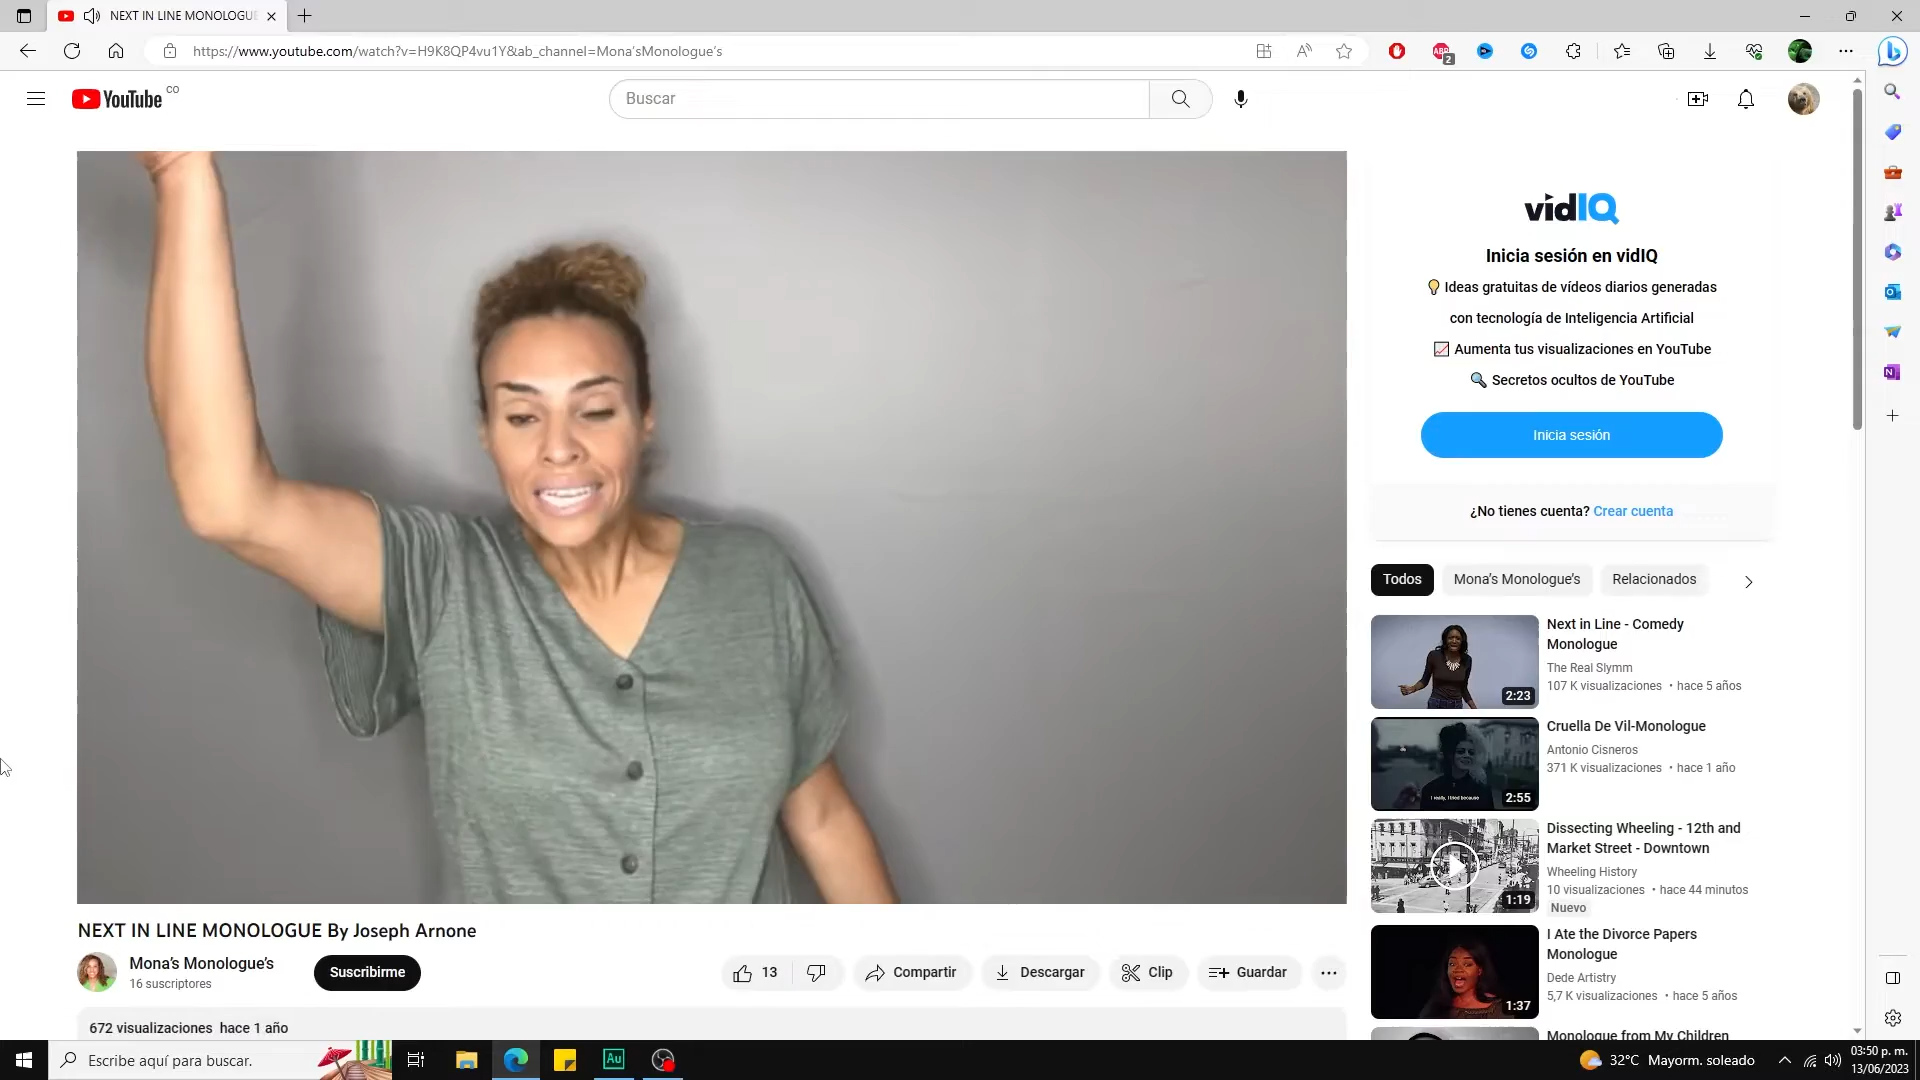 NEXT IN LINE MONOLOGUE
https://www.youtube.com/watch?v=H9K8QP4vu1Y&ab_channel=Mona'sMonologue's
2
YouTube CO
Buscar
vidIQ
Inicia sesión en vidIQ
💡 Ideas gratuitas de vídeos diarios generadas
con tecnología de Inteligencia Artificial
📈 Aumenta tus visualizaciones en YouTube
🔍 Secretos ocultos de YouTube
Inicia sesión
¿No tienes cuenta? Crear cuenta
Todos Mona's Monologue's Relacionados
Next in Line - Comedy
Monologue
The Real Slymm
107 K visualizaciones • hace 5 años
2:23
Cruella De Vil-Monologue
Antonio Cisneros
371 K visualizaciones • hace 1 año
I really, I tried because
2:55
Dissecting Wheeling - 12th and
Market Street - Downtown
Wheeling History
10 visualizaciones • hace 44 minutos
Nuevo
1:19
I Ate the Divorce Papers
Monologue
Dede Artistry
5,7 K visualizaciones • hace 5 años
1:37
Monologue from My Children
NEXT IN LINE MONOLOGUE By Joseph Arnone
Mona's Monologue's
16 suscriptores
Suscribirme
13
Compartir
Descargar
Clip
Guardar
672 visualizaciones hace 1 año
Escribe aquí para buscar.
Au
32°C Mayorm. soleado
03:50 p. m.
13/06/2023